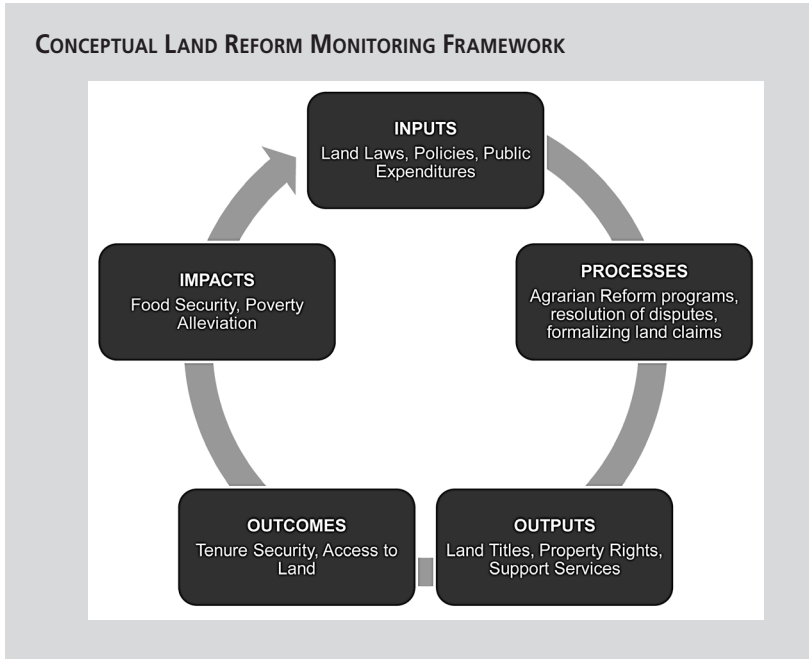 CONCEPTUAL LAND REFORM MONITORING FRAMEWORK
INPUTS
Land Laws, Policies, Public
Expenditures
PROCESSES
Agrarian Reform programs,
resolution of disputes,
formalizing land claims
OUTPUTS
Land Titles, Property Rights,
Support Services
OUTCOMES
Tenure Security, Access to
Land
IMPACTS
Food Security, Poverty
Alleviation